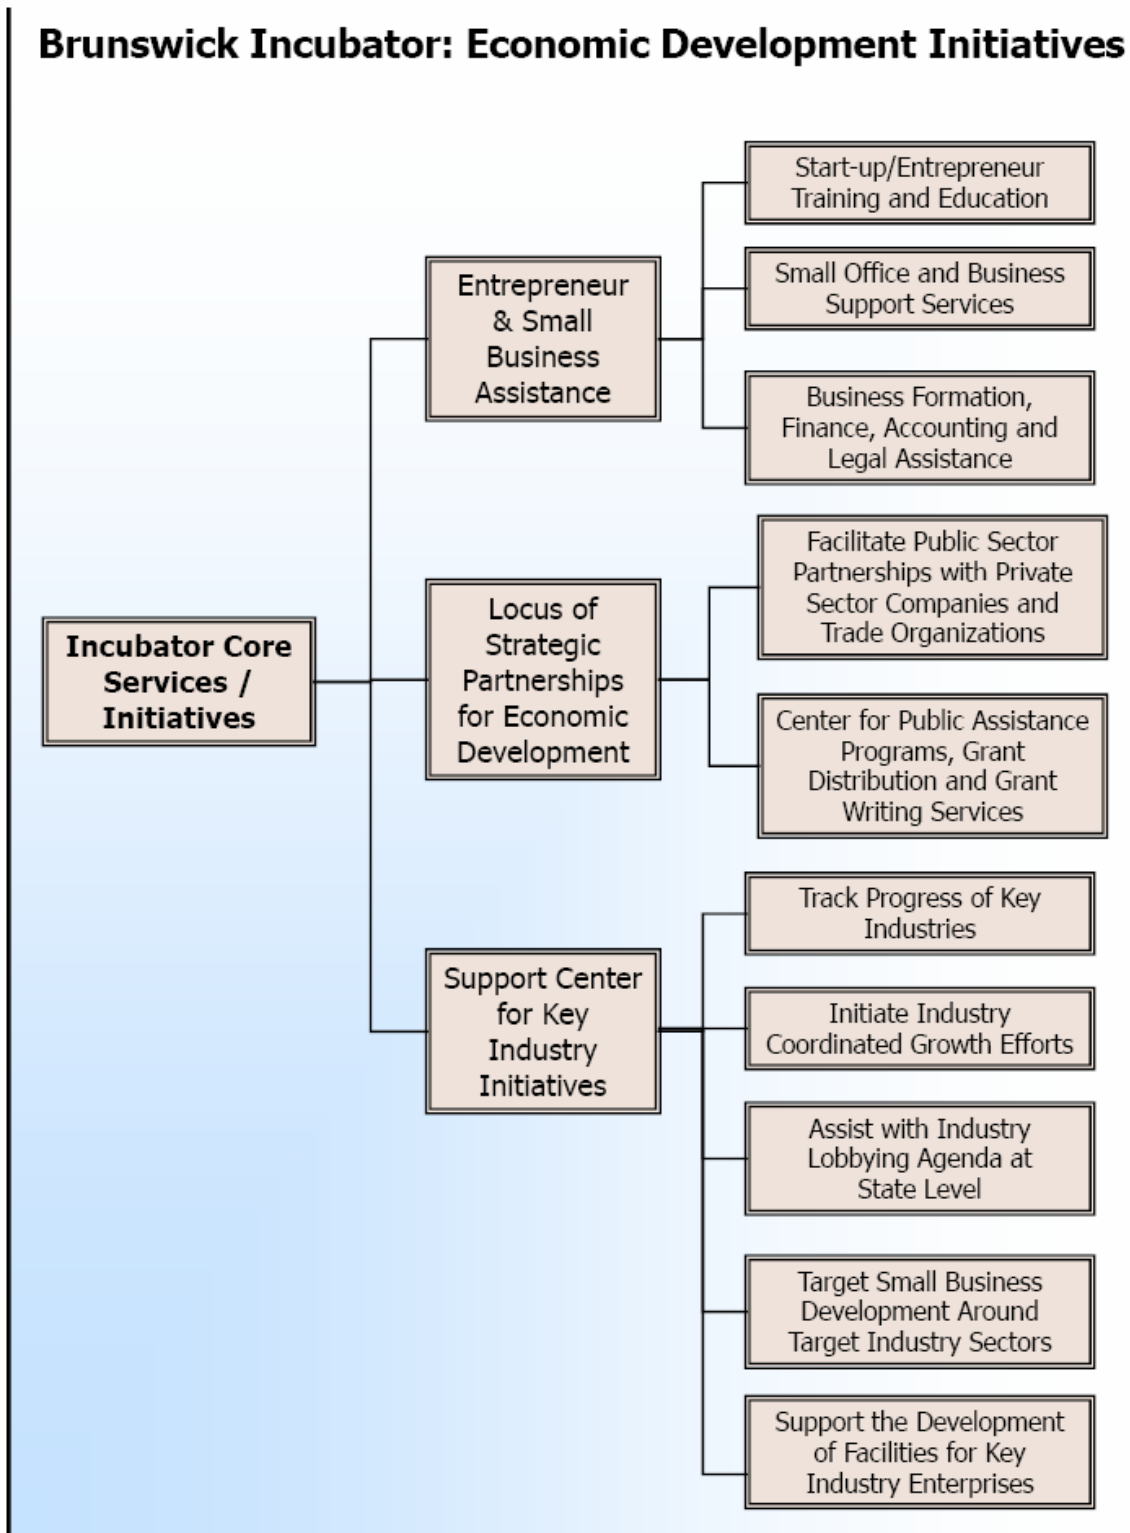 Brunswick Incubator: Economic Development Initiatives
Start-up/Entrepreneur
Training and Education
Small Office and Business
Support Services
Business Formation,
Finance, Accounting and
Legal Assistance
Entrepreneur
& Small
Business
Assistance
Facilitate Public Sector
Partnerships with Private
Sector Companies and
Trade Organizations
Center for Public Assistance
Programs, Grant
Distribution and Grant
Writing Services
Locus of
Strategic
Partnerships
for Economic
Development
Incubator Core
Services /
Initiatives
Track Progress of Key
Industries
Initiate Industry
Coordinated Growth Efforts
Assist with Industry
Lobbying Agenda at
State Level
Target Small Business
Development Around
Target Industry Sectors
Support the Development
of Facilities for Key
Industry Enterprises
Support Center
for Key
Industry
Initiatives